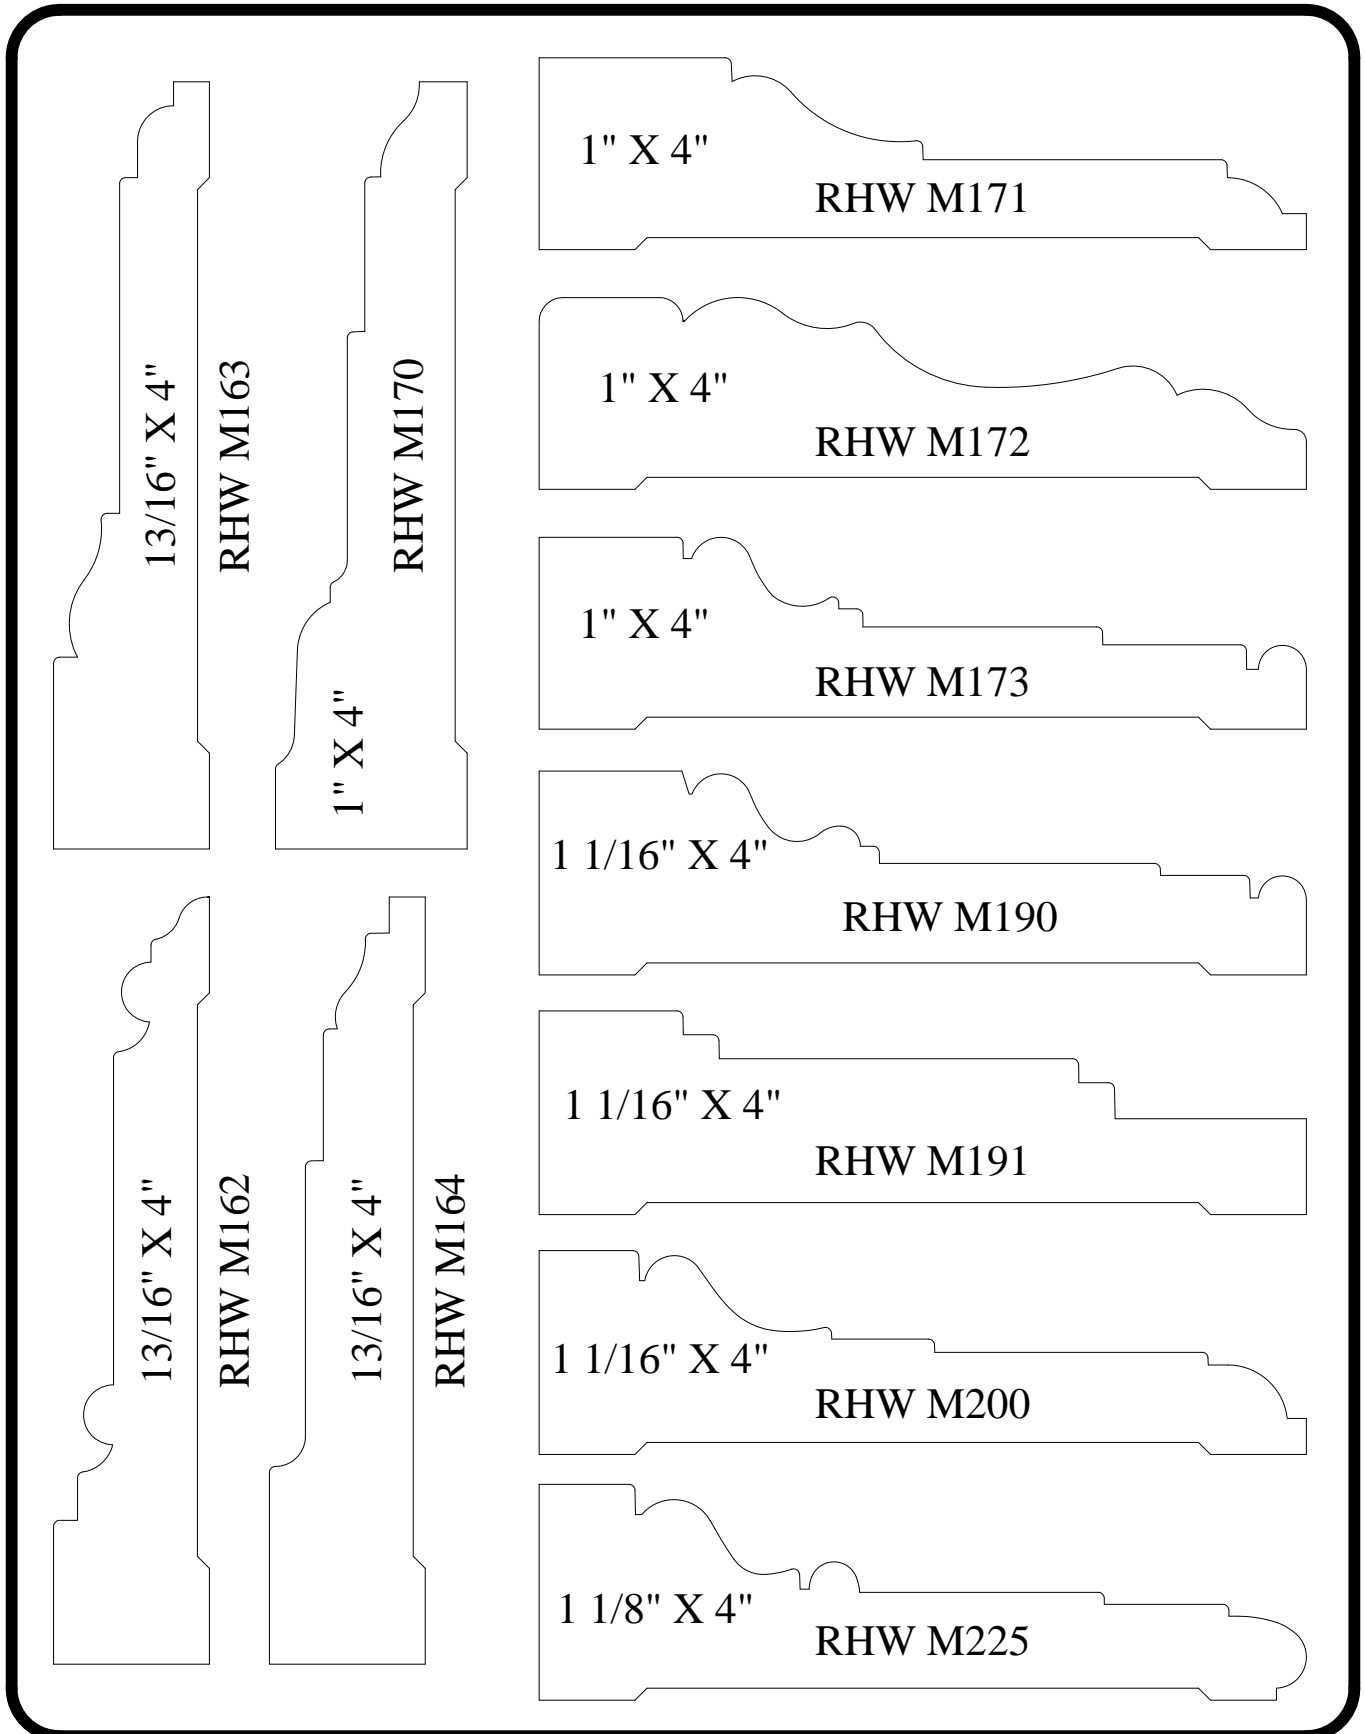 13/16" X 4"
RHW M163
1" X 4"
RHW M170
13/16" X 4"
RHW M162
13/16" X 4"
RHW M164
1" X 4"
RHW M171
1" X 4"
RHW M172
1" X 4"
RHW M173
1 1/16" X 4"
RHW M190
1 1/16" X 4"
RHW M191
1 1/16" X 4"
RHW M200
1 1/8" X 4"
RHW M225